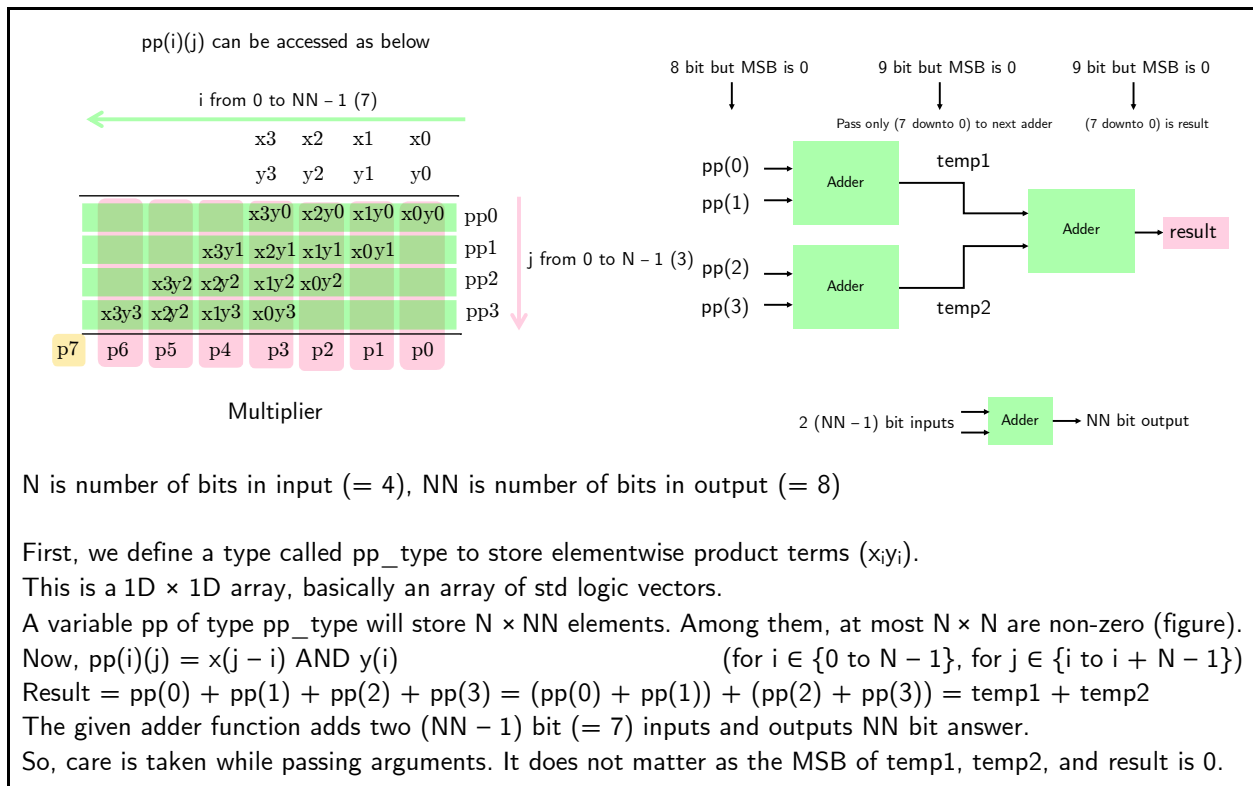 pp(i)(j) can be accessed as below
i from 0 to NN – 1 (7)
x3 x2 x1 x0
y3 y2 y1 y0
x3y0 x2y0 x1y0 x0y0 pp0
x3y1 x2y1 x1y1 x0y1 pp1
x3y2 x2y2 x1y2 x0y2 pp2
x3y3 x2y2 x1y3 x0y3 pp3
j from 0 to N – 1 (3)
p7 p6 p5 p4 p3 p2 p1 p0
Multiplier
8 bit but MSB is 0
9 bit but MSB is 0
9 bit but MSB is 0
Pass only (7 downto 0) to next adder
(7 downto 0) is result
pp(0)
pp(1)
Adder
temp1
pp(2)
pp(3)
Adder
temp2
Adder
result
2 (NN – 1) bit inputs
Adder
NN bit output
N is number of bits in input (= 4), NN is number of bits in output (= 8)
First, we define a type called pp_type to store elementwise product terms (xᵢyᵢ).
This is a 1D × 1D array, basically an array of std logic vectors.
A variable pp of type pp_type will store N × NN elements. Among them, at most N × N are non-zero (figure).
Now, pp(i)(j) = x(j – i) AND y(i) (for i ∈ {0 to N – 1}, for j ∈ {i to i + N – 1})
Result = pp(0) + pp(1) + pp(2) + pp(3) = (pp(0) + pp(1)) + (pp(2) + pp(3)) = temp1 + temp2
The given adder function adds two (NN – 1) bit (= 7) inputs and outputs NN bit answer.
So, care is taken while passing arguments. It does not matter as the MSB of temp1, temp2, and result is 0.